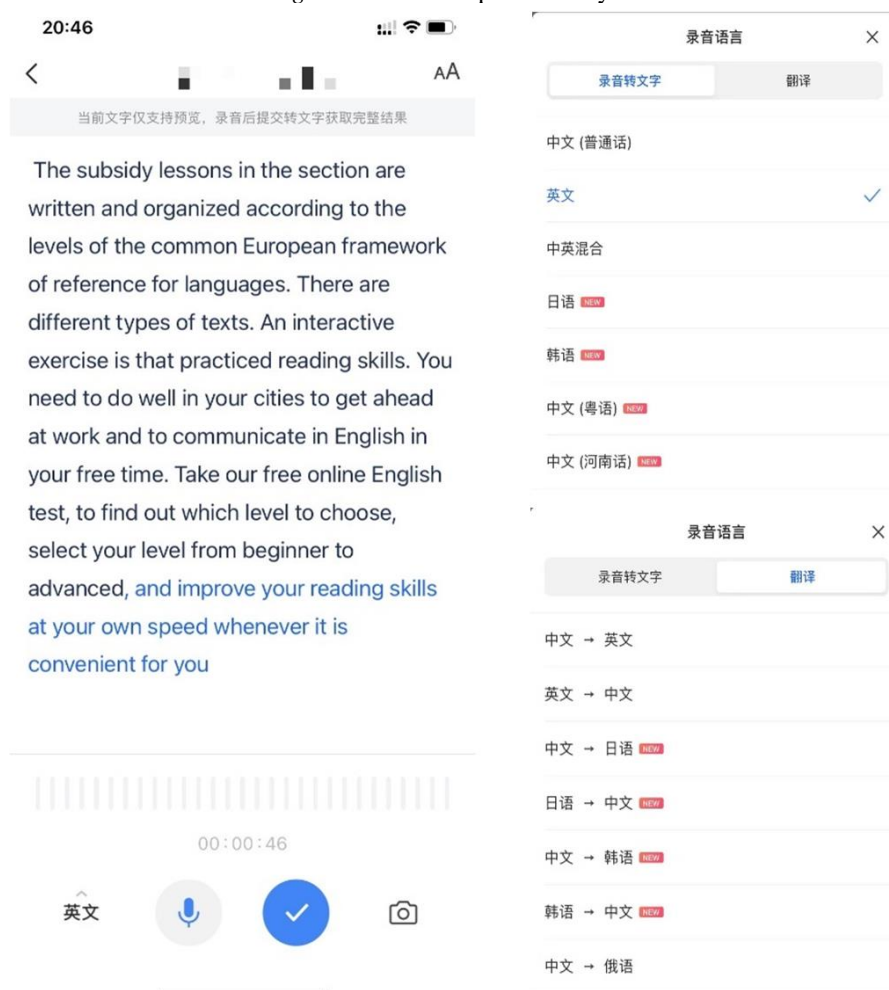 20:46
AA
当前文字仅支持预览，录音后提交转文字获取完整结果
The subsidy lessons in the section are
written and organized according to the
levels of the common European framework
of reference for languages. There are
different types of texts. An interactive
exercise is that practiced reading skills. You
need to do well in your cities to get ahead
at work and to communicate in English in
your free time. Take our free online English
test, to find out which level to choose,
select your level from beginner to
advanced, and improve your reading skills
at your own speed whenever it is
convenient for you
00:00:46
英文
录音语言
录音转文字 翻译
中文 (普通话)
英文
中英混合
日语 NEW
韩语 NEW
中文 (粤语) NEW
中文 (河南话) NEW
录音语言
录音转文字 翻译
中文 → 英文
英文 → 中文
中文 → 日语 NEW
日语 → 中文 NEW
中文 → 韩语 NEW
韩语 → 中文 NEW
中文 → 俄语